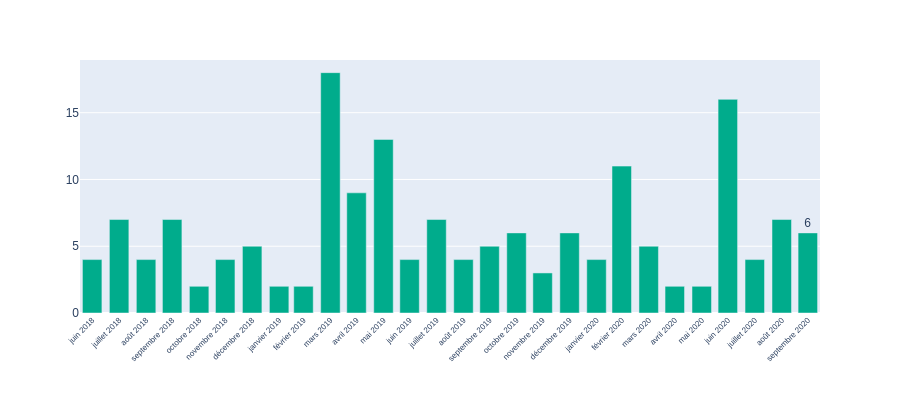 15
10
5
0
6
juin 2018
juillet 2018
août 2018
septembre 2018
octobre 2018
novembre 2018
décembre 2018
janvier 2019
février 2019
mars 2019
avril 2019
mai 2019
juin 2019
juillet 2019
août 2019
septembre 2019
octobre 2019
novembre 2019
décembre 2019
janvier 2020
février 2020
mars 2020
avril 2020
mai 2020
juin 2020
juillet 2020
août 2020
septembre 2020